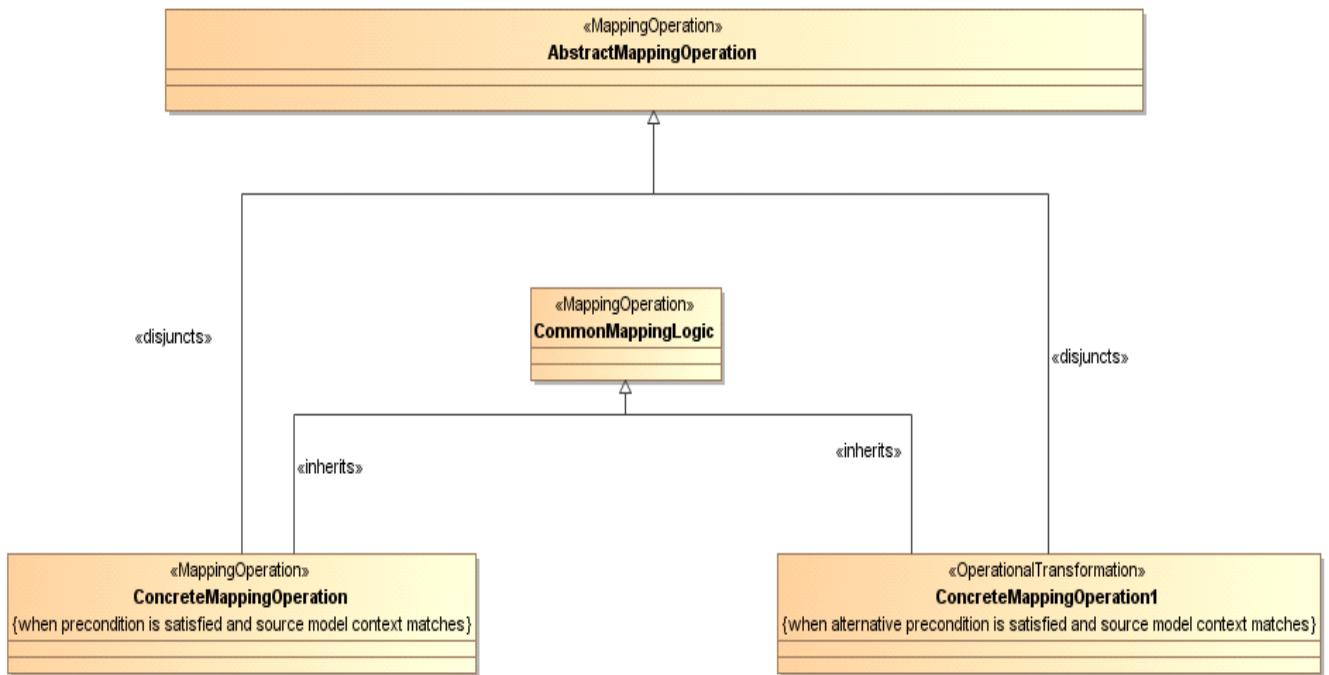 «MappingOperation»
AbstractMappingOperation
«MappingOperation»
CommonMappingLogic
«disjuncts»
«disjuncts»
«inherits»
«inherits»
«MappingOperation»
ConcreteMappingOperation
{when precondition is satisfied and source model context matches}
«OperationalTransformation»
ConcreteMappingOperation1
{when alternative precondition is satisfied and source model context matches}